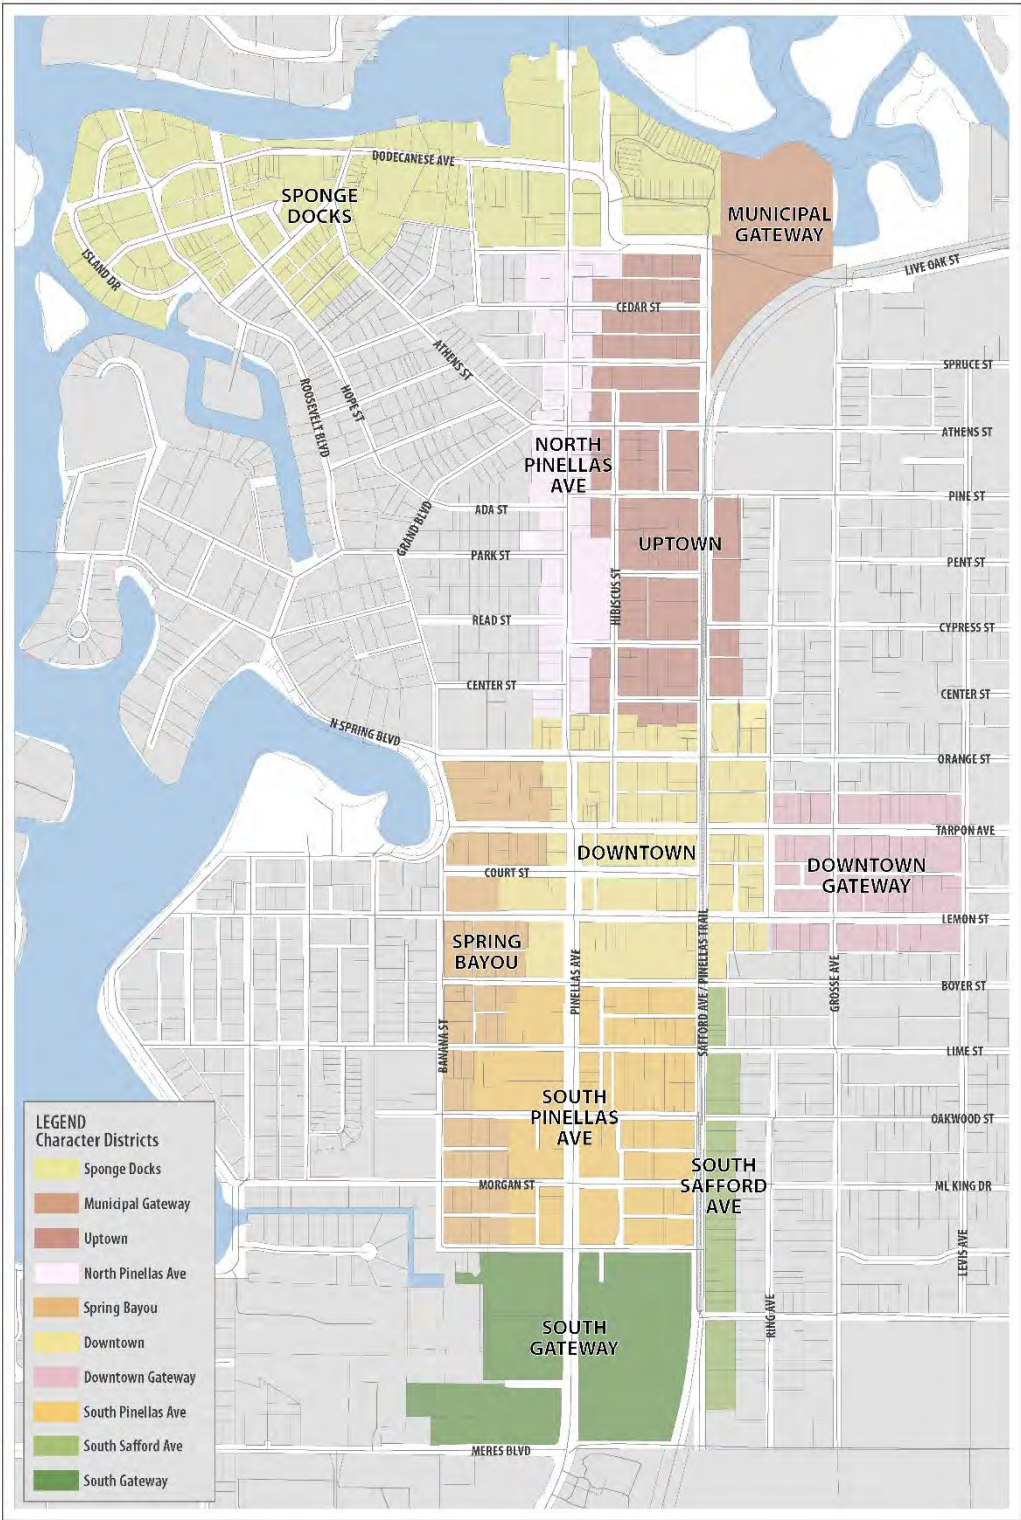 DODECANESE AVE
SPONGE
DOCKS
MUNICIPAL
GATEWAY
ISLAND DR
LIVE OAK ST
CEDAR ST
ATHENS ST
SPRUCE ST
ROOSEVELT BLVD
HOPE ST
ATHENS ST
NORTH
PINELLAS
AVE
PINE ST
ADA ST
GRAND BLVD
UPTOWN
PARK ST
PENT ST
HIBISCUS ST
READ ST
CYPRESS ST
CENTER ST
CENTER ST
N SPRING BLVD
ORANGE ST
TARPON AVE
DOWNTOWN
DOWNTOWN
GATEWAY
COURT ST
LEMON ST
SPRING
BAYOU
PINELLAS AVE
SAFFORD AVE / PINELLAS TRAIL
GROSSE AVE
BOYER ST
BANANA ST
LIME ST
SOUTH
PINELLAS
AVE
OAKWOOD ST
SOUTH
SAFFORD
AVE
MORGAN ST
ML KING DR
LEVIS AVE
RING AVE
SOUTH
GATEWAY
MERES BLVD
LEGEND
Character Districts
Sponge Docks
Municipal Gateway
Uptown
North Pinellas Ave
Spring Bayou
Downtown
Downtown Gateway
South Pinellas Ave
South Safford Ave
South Gateway